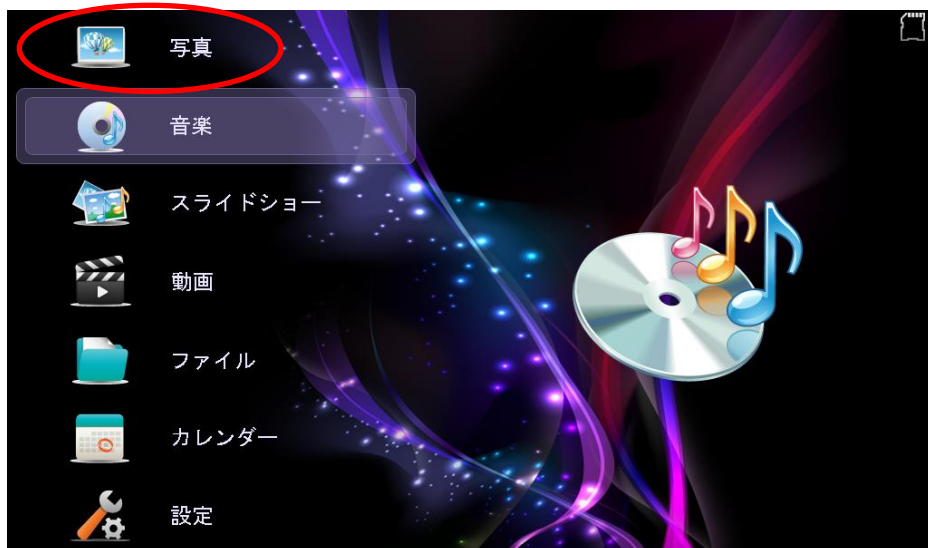 写真
音楽
スライドショー
動画
ファイル
カレンダー
設定